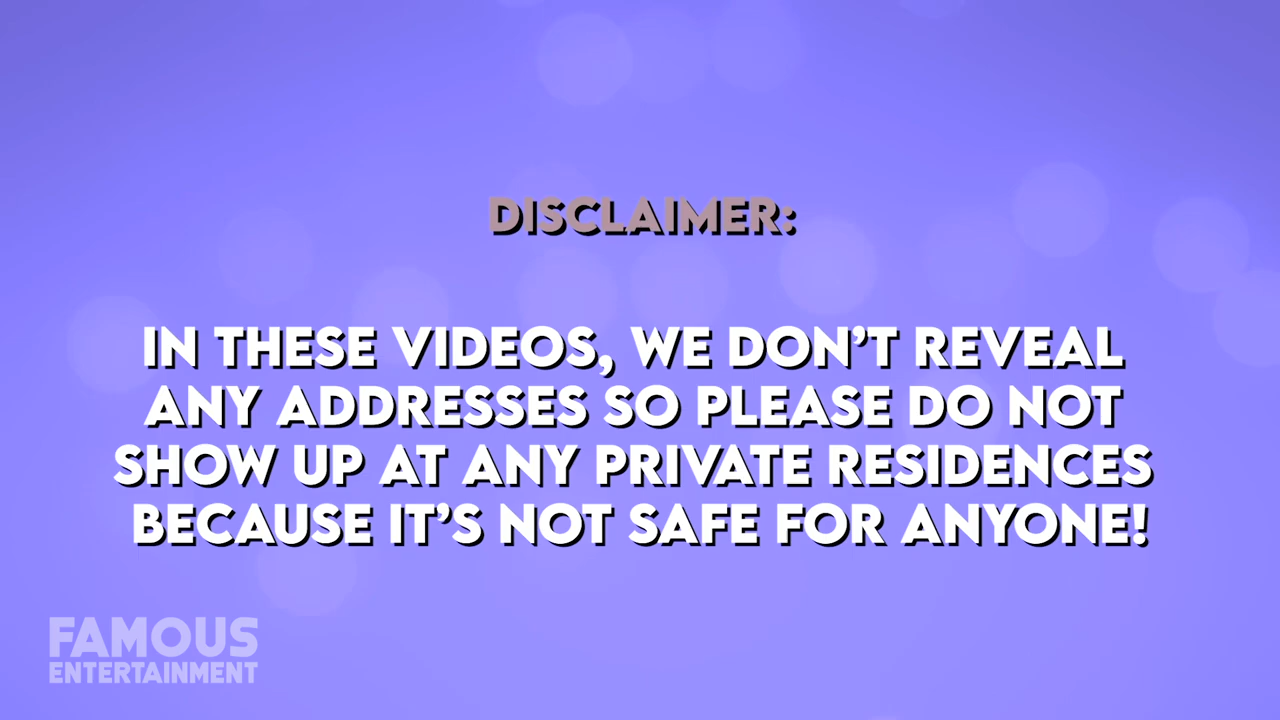 DISCLAIMER:
IN THESE VIDEOS, WE DON'T REVEAL
ANY ADDRESSES SO PLEASE DO NOT
SHOW UP AT ANY PRIVATE RESIDENCES
BECAUSE IT'S NOT SAFE FOR ANYONE!
FAMOUS
ENTERTAINMENT